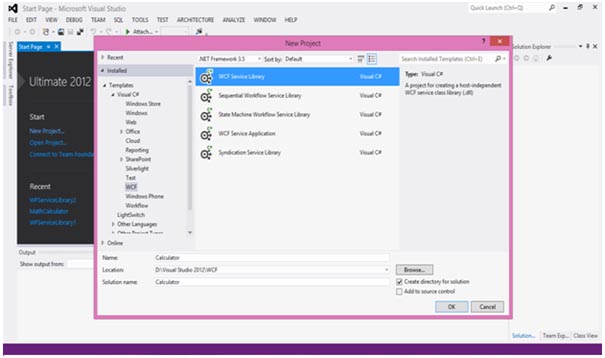 Start Page - Microsoft Visual Studio
Quick Launch (Ctrl+Q)
FILE EDIT VIEW DEBUG TEAM SQL TOOLS TEST ARCHITECTURE ANALYZE WINDOW HELP
Attach...
Server Explorer
Toolbox
Start Page
Ultimate 2012
Start
New Project...
Open Project...
Connect to Team Founda
Recent
WFServiceLibrary2
MathCalculator
WFServiceLibrary1
Output
Show output from:
New Project
Recent
Installed
Templates
Visual C#
Windows Store
Windows
Web
Office
Cloud
Reporting
SharePoint
Silverlight
Test
WCF
Windows Phone
Workflow
LightSwitch
Other Languages
Other Project Types
Online
.NET Framework 3.5
Sort by: Default
WCF Service Library Visual C#
Sequential Workflow Service Library Visual C#
State Machine Workflow Service Library Visual C#
WCF Service Application Visual C#
Syndication Service Library Visual C#
Search Installed Templates (Ctrl+E)
Type: Visual C#
A project for creating a host-independent
WCF service class library (.dll)
Name: Calculator
Location: D:\Visual Studio 2012\WCF
Browse...
Solution name: Calculator
Create directory for solution
Add to source control
OK Cancel
Solution Explorer
Solution... Team Exp... Class View